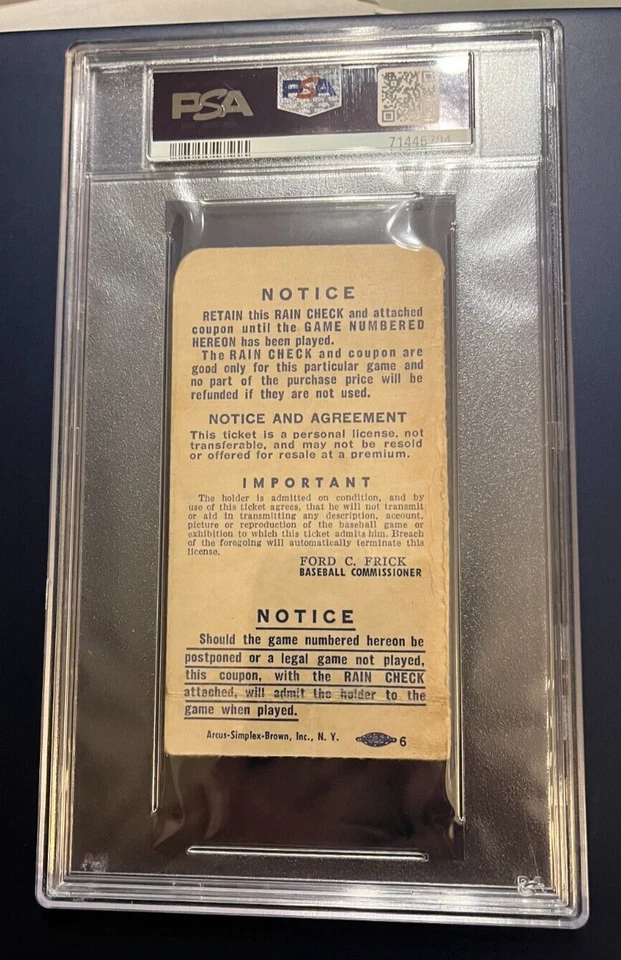 PSA
PSA
71446794
NOTICE
RETAIN this RAIN CHECK and attached
coupon until the GAME NUMBERED
HEREON has been played.
The RAIN CHECK and coupon are
good only for this particular game and
no part of the purchase price will be
refunded if they are not used.
NOTICE AND AGREEMENT
This ticket is a personal license, not
transferable, and may not be resold
or offered for resale at a premium.
IMPORTANT
The holder is admitted on condition, and by
use of this ticket agrees, that he will not transmit
or aid in transmitting any description, account,
picture or reproduction of the baseball game or
exhibition to which this ticket admits him. Breach
of the foregoing will automatically terminate this
license.
FORD C. FRICK
BASEBALL COMMISSIONER
NOTICE
Should the game numbered hereon be
postponed or a legal game not played,
this coupon, with the RAIN CHECK
attached, will admit the holder to the
game when played.
Arcus-Simplex-Brown, Inc., N. Y.
6